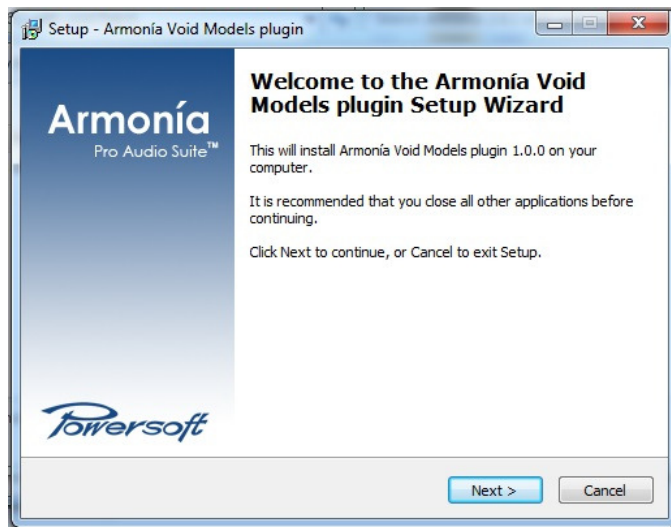 Setup - Armonía Void Models plugin
Armonía
Pro Audio Suite™
Powersoft
Welcome to the Armonía Void
Models plugin Setup Wizard
This will install Armonía Void Models plugin 1.0.0 on your
computer.
It is recommended that you close all other applications before
continuing.
Click Next to continue, or Cancel to exit Setup.
Next >
Cancel